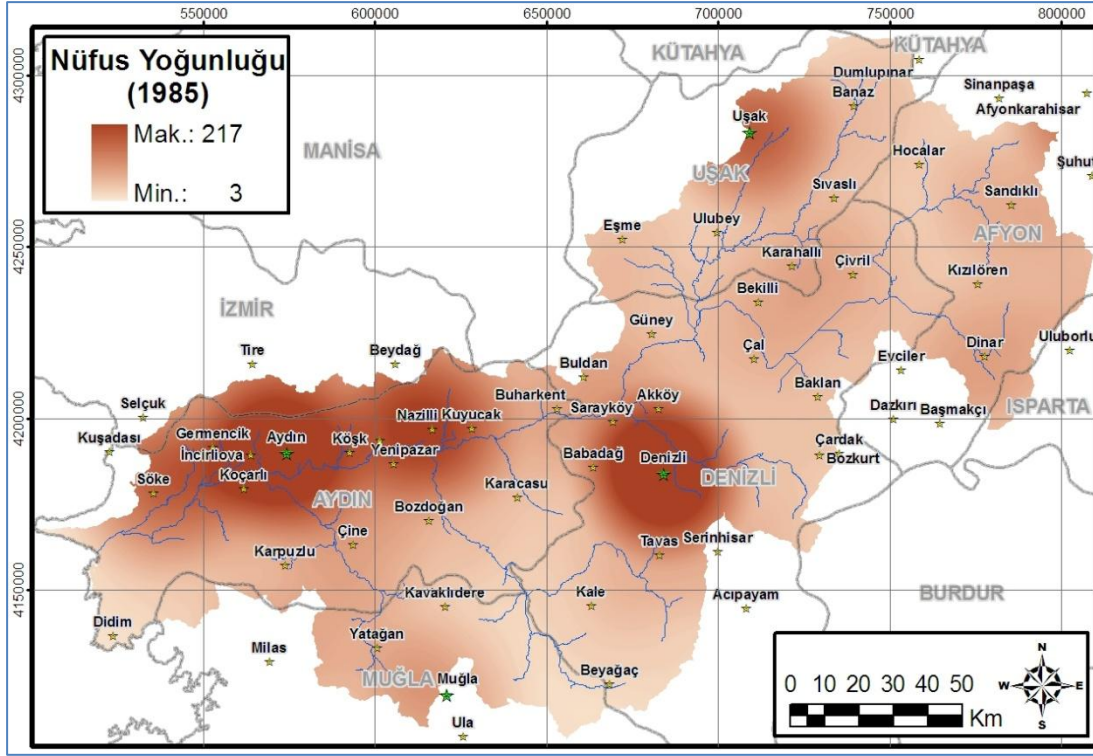 550000 600000 650000 700000 750000 800000
Nüfus Yoğunluğu
(1985)
Mak.: 217
Min.: 3
4300000
4250000
4200000
4150000
KÜTAHYA
KÜTAHYA
Dumlupınar
Banaz
Sinanpaşa
Afyonkarahisar
Uşak
MANİSA
Hocalar
Şuhut
UŞAK
Sıvaslı
Sandıklı
Eşme
Ulubey
AFYON
Karahallı
Çivril
Kızılören
Bekilli
İZMİR
Güney
Tire
Beydağ
Buldan
Çal
Evciler
Dinar
Uluborlu
Selçuk
Buharkent
Sarayköy
Akköy
Baklan
Dazkırı
Başmakçı
ISPARTA
Kuşadası
Germencik
Aydın
Köşk
Nazilli
Kuyucak
İncirliova
Yenipazar
Babadağ
Denizli
Çardak
Bozkurt
Söke
Koçarlı
AYDIN
Karacasu
DENİZLİ
Bozdoğan
Çine
Tavas
Serinhisar
Karpuzlu
Kavaklıdere
Kale
Acıpayam
BURDUR
Didim
Milas
Yatağan
MUĞLA
Muğla
Beyağaç
Ula
N
W E
S
0 10 20 30 40 50
Km